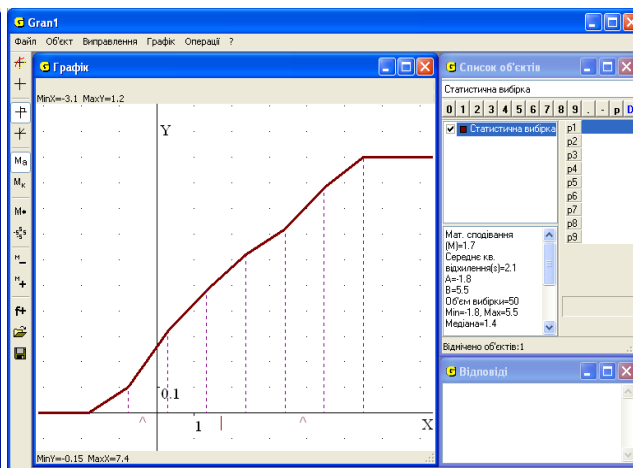 Gran1
Файл Об'єкт Виправлення Графік Операції ?
Графік
MinX=-3.1 MaxY=1.2
Y
0.1
1
X
MinY=-0.15 MaxX=7.4
Ma
Mк
M•
M
M+
f+
Список об'єктів
Статистична вибірка
0 1 2 3 4 5 6 7 8 9 . - p D
Статистична вибірка
p1
p2
p3
p4
p5
p6
p7
p8
p9
Мат. сподівання
(M)=1.7
Середнє кв.
відхилення(s)=2.1
A=-1.8
B=5.5
Об'єм вибірки=50
Min=-1.8, Max=5.5
Медіана=1.4
Відмічено об'єктів:1
Відповіді